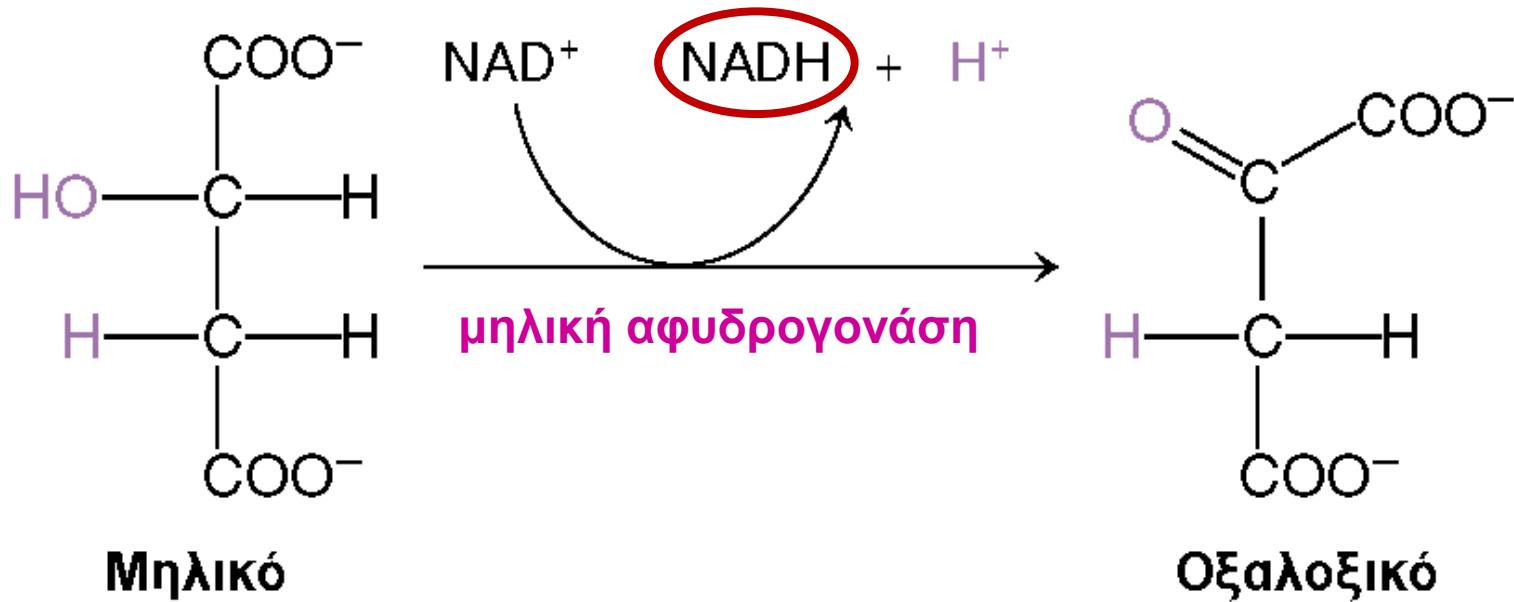 COO⁻
NAD⁺ NADH + H⁺
O COO⁻
HO C H
C
μηλική αφυδρογονάση
H C H
H C H
COO⁻
COO⁻
Μηλικό
Οξαλοξικό